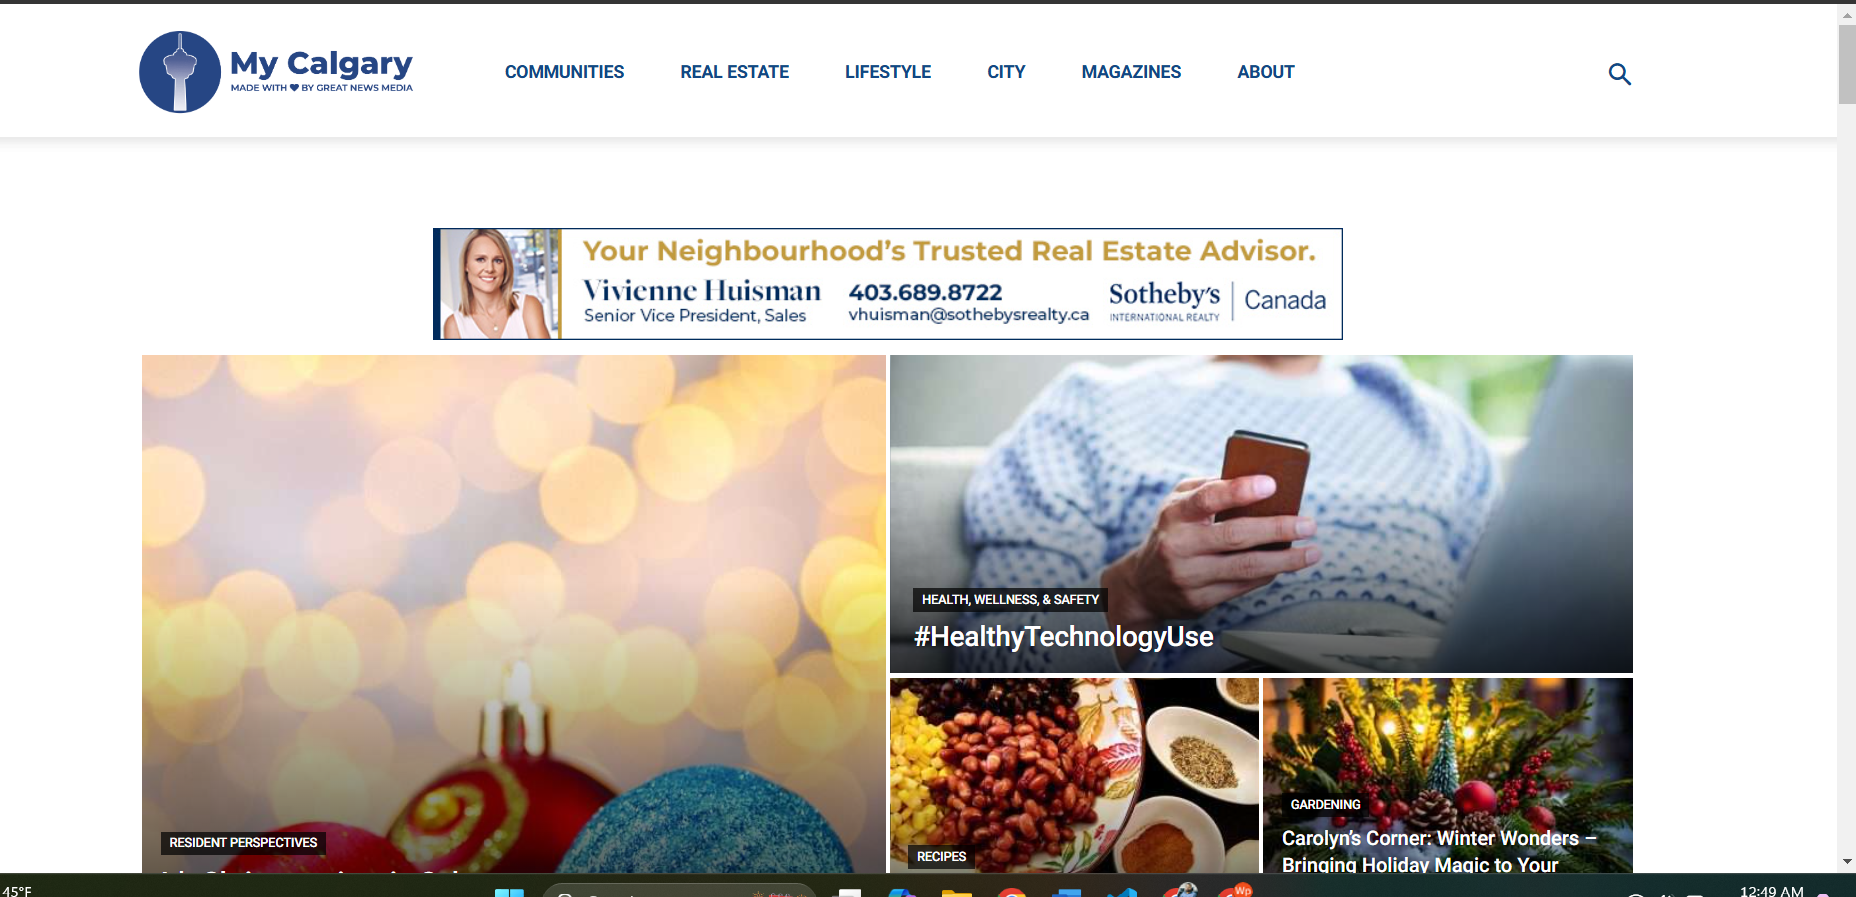 My Calgary
MADE WITH ♥ BY GREAT NEWS MEDIA
COMMUNITIES
REAL ESTATE
LIFESTYLE
CITY
MAGAZINES
ABOUT
Your Neighbourhood's Trusted Real Estate Advisor.
Vivienne Huisman
Senior Vice President, Sales
403.689.8722
vhuisman@sothebysrealty.ca
Sotheby's
INTERNATIONAL REALTY
Canada
HEALTH, WELLNESS, & SAFETY
#HealthyTechnologyUse
RESIDENT PERSPECTIVES
RECIPES
GARDENING
Carolyn's Corner: Winter Wonders –
Bringing Holiday Magic to Your
45°F
Wp
12:49 AM